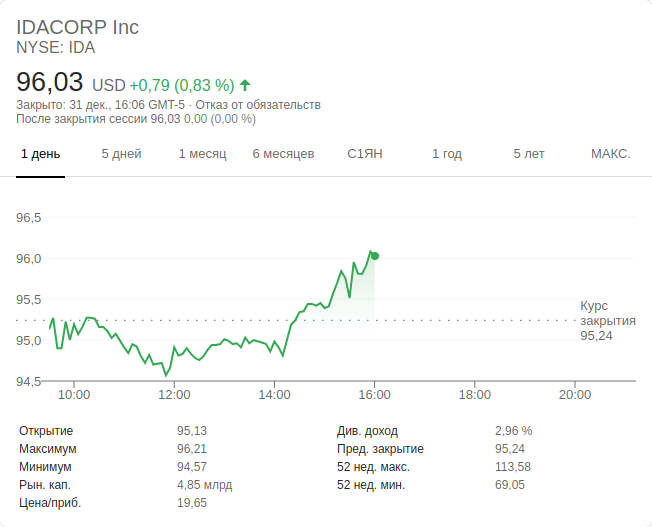 IDACORP Inc
NYSE: IDA
96,03 USD +0,79 (0,83 %)
Закрыто: 31 дек., 16:06 GMT-5 · Отказ от обязательств
После закрытия сессии 96,03 0,00 (0,00 %)
1 день 5 дней 1 месяц 6 месяцев С1ЯН 1 год 5 лет МАКС.
96,5
96,0
95,5
Курс
закрытия
95,24
95,0
94,5
10:00 12:00 14:00 16:00 18:00 20:00
Открытие 95,13 Див. доход 2,96 %
Максимум 96,21 Пред. закрытие 95,24
Минимум 94,57 52 нед. макс. 113,58
Рын. кап. 4,85 млрд 52 нед. мин. 69,05
Цена/приб. 19,65